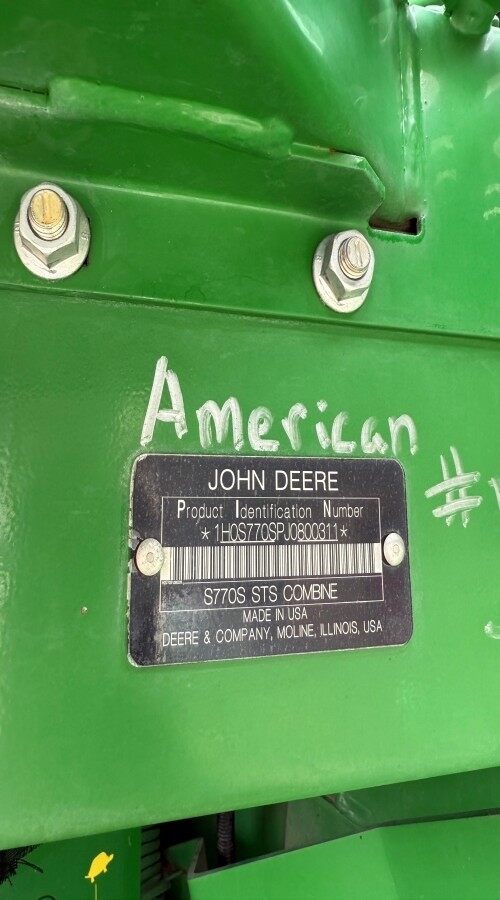 American
#
JOHN DEERE
Product Identification Number
*1H0S770SPJ0800311*
S770S STS COMBINE
MADE IN USA
DEERE & COMPANY, MOLINE, ILLINOIS, USA